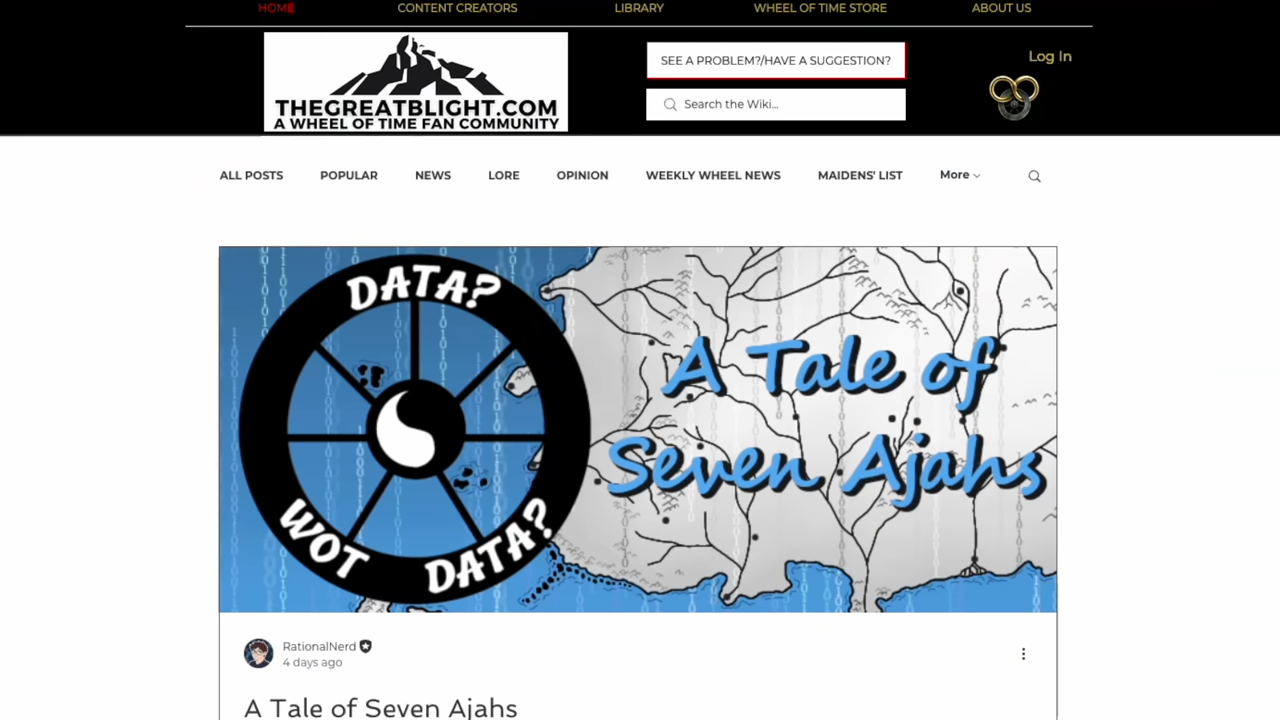 HOME
CONTENT CREATORS
LIBRARY
WHEEL OF TIME STORE
ABOUT US
THEGREATBLIGHT.COM
A WHEEL OF TIME FAN COMMUNITY
SEE A PROBLEM?/HAVE A SUGGESTION?
Search the Wiki...
Log In
ALL POSTS
POPULAR
NEWS
LORE
OPINION
WEEKLY WHEEL NEWS
MAIDENS' LIST
More
DATA?
WOT DATA?
A Tale of
Seven Ajahs
RationalNerd
4 days ago
A Tale of Seven Ajahs